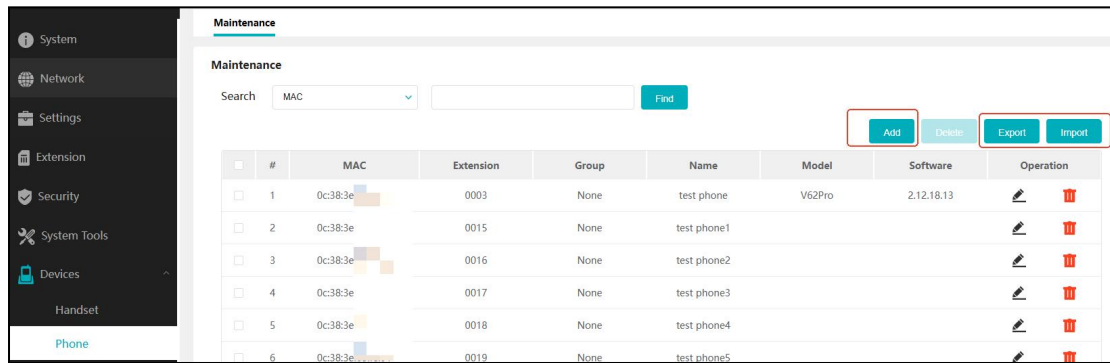 Maintenance
System
Network
Settings
Extension
Security
System Tools
Devices
Handset
Phone
Maintenance
Search MAC Find
Add Delete Export Import
# MAC Extension Group Name Model Software Operation
1 0c:38:3e 0003 None test phone V62Pro 2.12.18.13
2 0c:38:3e 0015 None test phone1
3 0c:38:3e 0016 None test phone2
4 0c:38:3e 0017 None test phone3
5 0c:38:3e 0018 None test phone4
6 0c:38:3e 0019 None test phone5